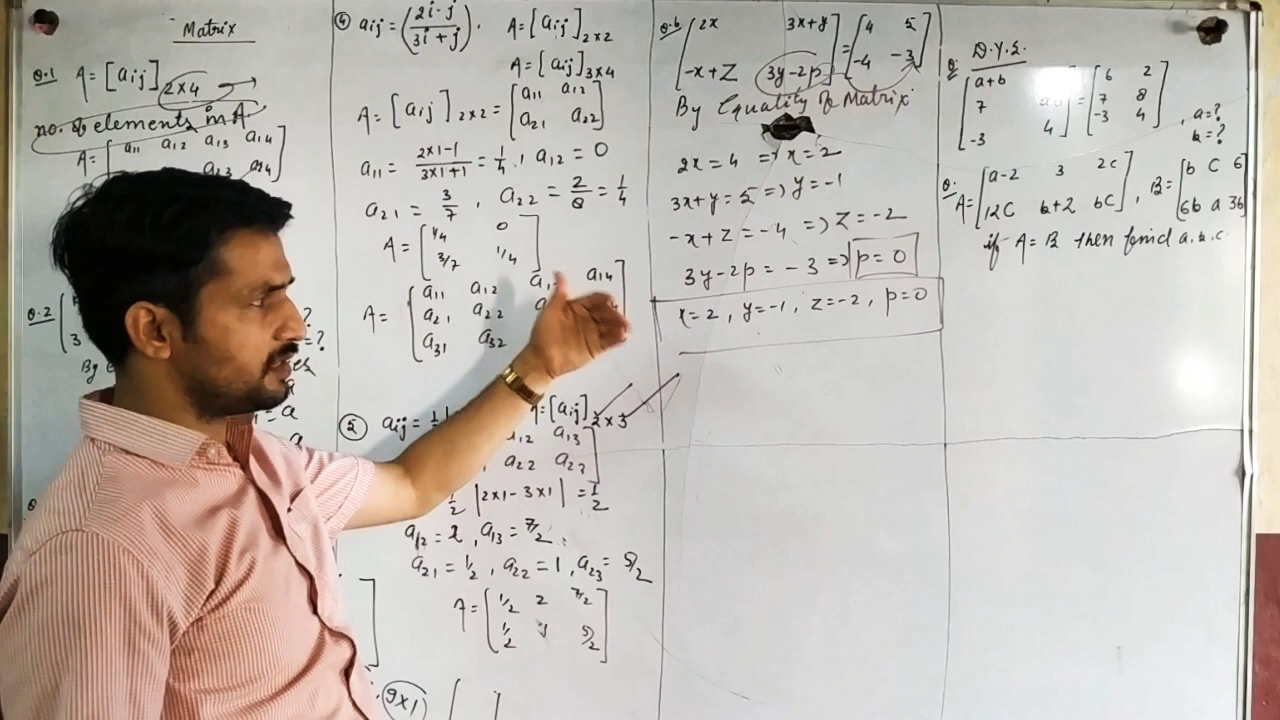 Matrix
Q.1 A = [aij] 2×4
no. of elements in A
A = [a11 a12 a13 a14
a23 a24]
Q.2
3 = ?
By
= a
④ aij = (2i-j / 3i+j). A = [aij]2×2
A = [aij]3×4
A = [aij]2×2 = [a11 a12
a21 a22]
a11 = 2×1-1 / 3×1+1 = 1/4, a12 = 0
a21 = 3/7, a22 = 2/8 = 1/4
A = [1/4 0
3/7 1/4]
A = [a11 a12 a14
a21 a22
a31 a32
⑤ aij = 1/2 A = [aij]2×3
a12 a13
a22 a23]
1/2 |2×1-3×1| = 1/2
a12 = 2, a13 = 7/2
a21 = 1/2, a22 = 1, a23 = 5/2
A = [1/2 2 7/2
1/2 1 5/2]
9×1
Q.6 [2x 3x+y
-x+z 3y-2p] = [4 5
-4 -3]
By Equality of Matrix
2x = 4 => x = 2
3x+y = 5 => y = -1
-x+z = -4 => z = -2
3y-2p = -3 => p = 0
x=2, y=-1, z=-2, p=0
D.Y.S.
Q. [a+b
7
-3 4] = [6 2
7 8
-3 4], a=?
b=?
Q. A = [a-2 3 2c
12c b+2 bc], B = [b c 6
6b a 3b]
if A = B then find a, b, c.